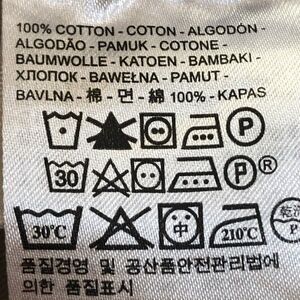 100% COTTON - COTON - ALGODÓN -
ALGODÃO - PAMUK - COTONE -
BAUMWOLLE - KATOEN - BAMBAKI -
ХЛОПОК - BAWEŁNA - PAMUT -
BAVLNA - 棉 - 면 - 綿 100% - KAPAS
P
30 P®
30℃ 中 210℃
품질경영 및 공산품안전관리법에
의한 품질표시